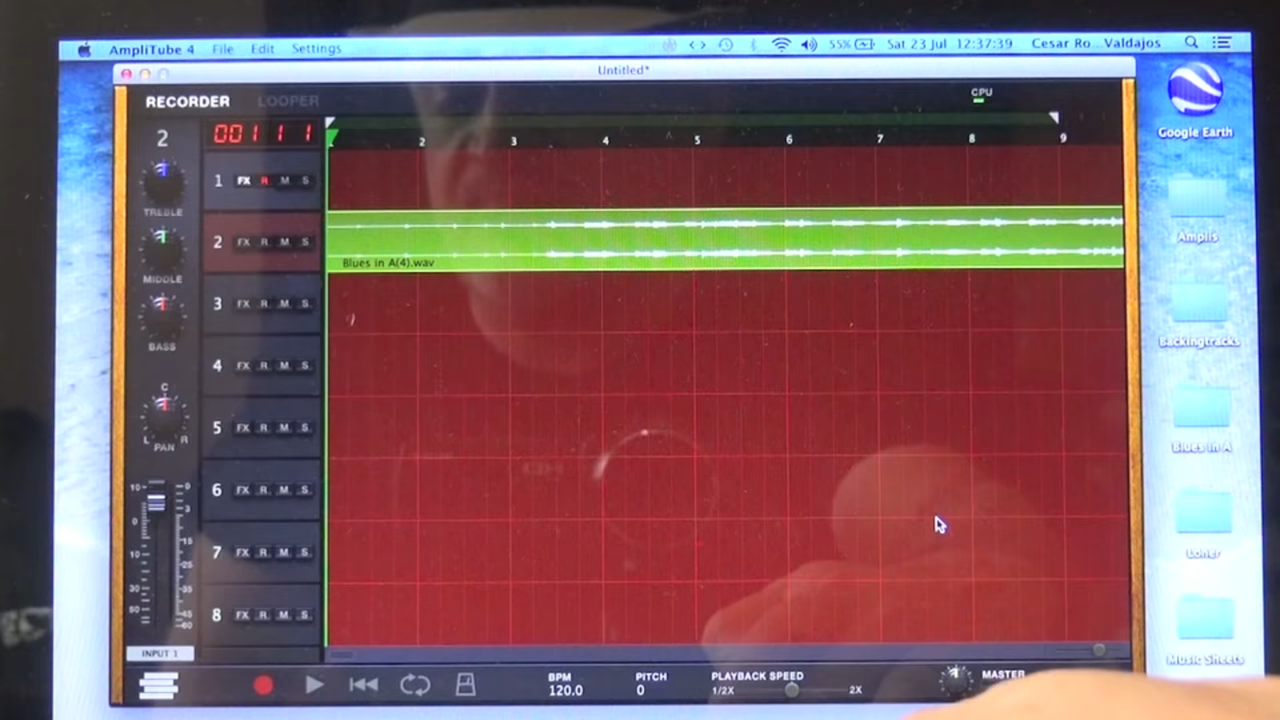 AmpliTube 4 File Edit Settings 55% Sat 23 Jul 12:37:39 Cesar Ro...Valdajos
Untitled*
RECORDER LOOPER CPU
Google Earth
2 001 1 1 2 3 4 5 6 7 8 9
1 FX R M S
TREBLE
Amplis
2 FX R M S
Blues in A(4).wav
MIDDLE
3 FX R M S
BASS
Backingtracks
4 FX R M S
C
5 FX R M S
L R
PAN
Blues in A
6 FX R M S
7 FX R M S
Loner
8 FX R M S
INPUT 1
Music Sheets
BPM PITCH PLAYBACK SPEED MASTER
120.0 0 1/2X 2X